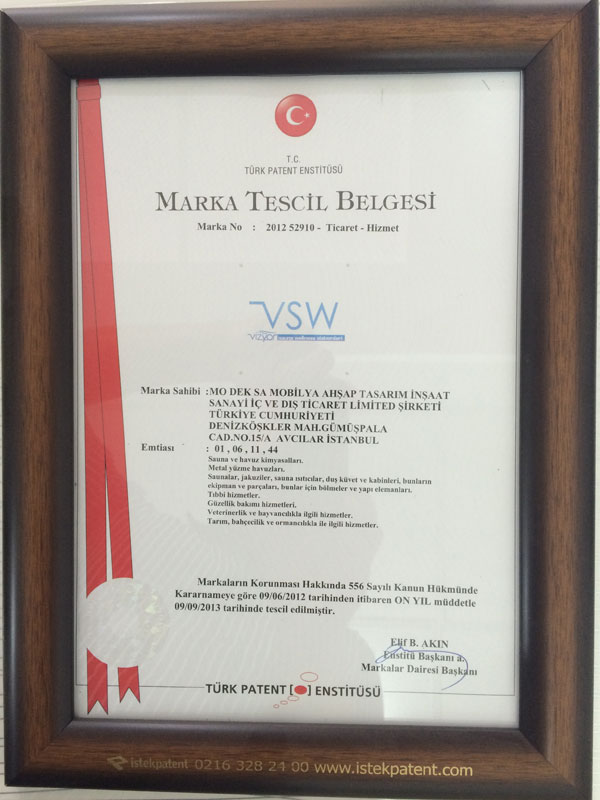 T.C.
TÜRK PATENT ENSTİTÜSÜ
MARKA TESCİL BELGESİ
Marka No : 2012 52910 - Ticaret - Hizmet
VSW
vizyon sauna wellness sistemleri
Marka Sahibi :MO DEK SA MOBİLYA AHŞAP TASARIM İNŞAAT
SANAYİ İÇ VE DIŞ TİCARET LİMİTED ŞİRKETİ
TÜRKİYE CUMHURİYETİ
DENİZKÖŞKLER MAH.GÜMÜŞPALA
CAD.NO.15/A AVCILAR İSTANBUL
Emtiası : 01 , 06 , 11 , 44
Sauna ve havuz kimyasalları.
Metal yüzme havuzları.
Saunalar, jakuziler, sauna ısıtıcılar, duş küvet ve kabinleri, bunların
ekipman ve parçaları, bunlar için bölmeler ve yapı elemanları.
Tıbbi hizmetler.
Güzellik bakımı hizmetleri.
Veterinerlik ve hayvancılıkla ilgili hizmetler.
Tarım, bahçecilik ve ormancılıkla ile ilgili hizmetler.
Markaların Korunması Hakkında 556 Sayılı Kanun Hükmünde
Kararnameye göre 09/06/2012 tarihinden itibaren ON YIL müddetle
09/09/2013 tarihinde tescil edilmiştir.
Elif B. AKIN
Enstitü Başkanı a.
Markalar Dairesi Başkanı
TÜRK PATENT [ ] ENSTİTÜSÜ
istekpatent 0216 328 24 00 www.istekpatent.com